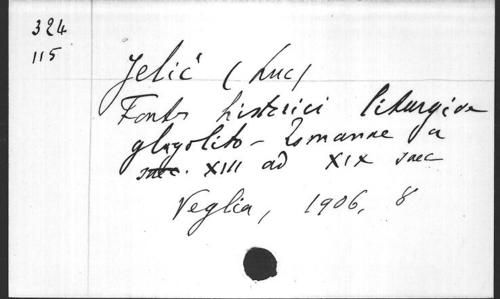 324
115
Jelić (Luc)
Fontes historici liturgiae
glagolito-romanae a
saec. XIII ad XIX saec
Veglia, 1906, 8